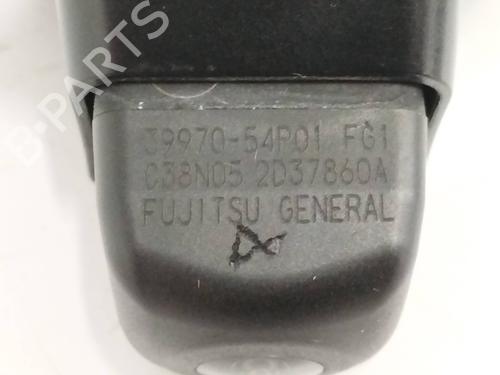 B-PARTS
39970-54P01 FG1
C38N05 2D37860A
FUJITSU GENERAL